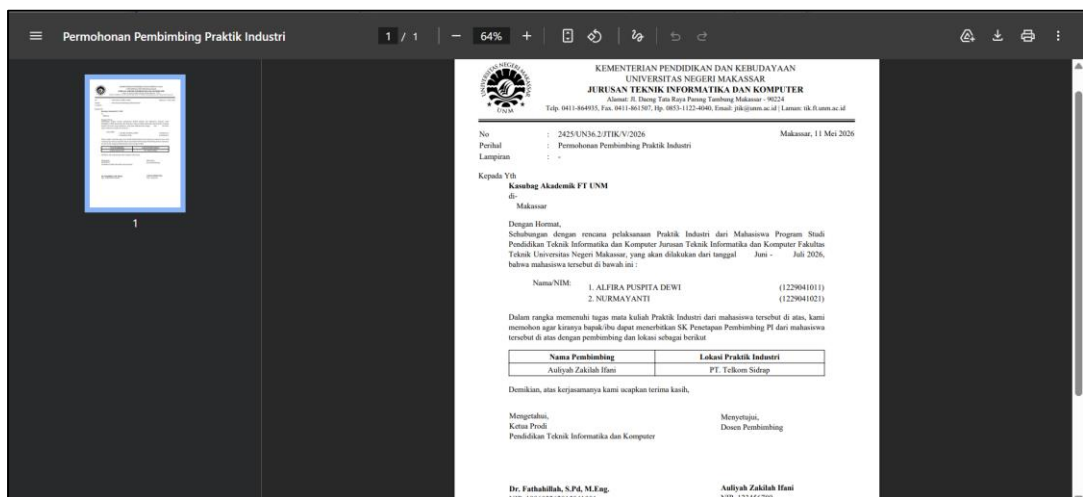 Permohonan Pembimbing Praktik Industri
1 / 1
64%
1
KEMENTERIAN PENDIDIKAN DAN KEBUDAYAAN
UNIVERSITAS NEGERI MAKASSAR
JURUSAN TEKNIK INFORMATIKA DAN KOMPUTER
Alamat: Jl. Daeng Tata Raya Parang Tambung Makassar - 90224
Telp. 0411-864935, Fax. 0411-861507, Hp. 0853-1122-4040, Email: jtik@unm.ac.id | Laman: tik.ft.unm.ac.id
No : 2425/UN36.2/JTIK/V/2026 Makassar, 11 Mei 2026
Perihal : Permohonan Pembimbing Praktik Industri
Lampiran : -
Kepada Yth
Kasubag Akademik FT UNM
di-
Makassar
Dengan Hormat,
Sehubungan dengan rencana pelaksanaan Praktik Industri dari Mahasiswa Program Studi
Pendidikan Teknik Informatika dan Komputer Jurusan Teknik Informatika dan Komputer Fakultas
Teknik Universitas Negeri Makassar, yang akan dilakukan dari tanggal Juni - Juli 2026,
bahwa mahasiswa tersebut di bawah ini :
Nama/NIM: 1. ALFIRA PUSPITA DEWI (1229041011)
2. NURMAYANTI (1229041021)
Dalam rangka memenuhi tugas mata kuliah Praktik Industri dari mahasiswa tersebut di atas, kami
memohon agar kiranya bapak/ibu dapat menerbitkan SK Penetapan Pembimbing PI dari mahasiswa
tersebut di atas dengan pembimbing dan lokasi sebagai berikut
Nama Pembimbing Lokasi Praktik Industri
Auliyah Zakilah Ifani PT. Telkom Sidrap
Demikian, atas kerjasamanya kami ucapkan terima kasih,
Mengetahui, Menyetujui,
Ketua Prodi Dosen Pembimbing
Pendidikan Teknik Informatika dan Komputer
Dr. Fathahillah, S.Pd, M.Eng. Auliyah Zakilah Ifani